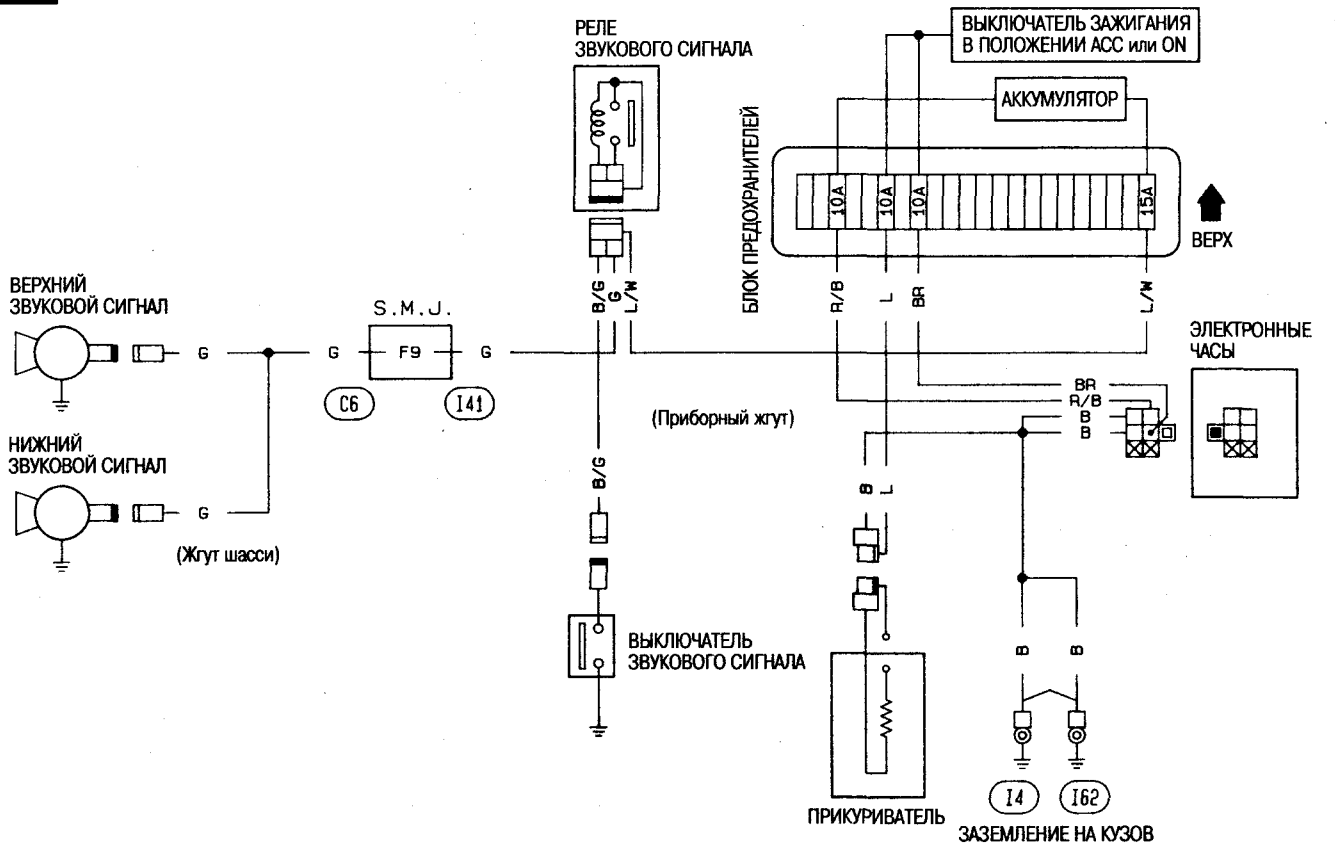 РЕЛЕ
ЗВУКОВОГО СИГНАЛА
ВЫКЛЮЧАТЕЛЬ ЗАЖИГАНИЯ
В ПОЛОЖЕНИИ ACC или ON
АККУМУЛЯТОР
БЛОК ПРЕДОХРАНИТЕЛЕЙ
10A
10A
10A
15A
ВЕРХ
B/G
G
L/W
R/B
L
BR
L/W
ВЕРХНИЙ
ЗВУКОВОЙ СИГНАЛ
S.M.J.
G
G
F9
G
C6
I41
ЭЛЕКТРОННЫЕ
ЧАСЫ
BR
R/B
B
B
(Приборный жгут)
НИЖНИЙ
ЗВУКОВОЙ СИГНАЛ
G
(Жгут шасси)
B/G
B
L
ВЫКЛЮЧАТЕЛЬ
ЗВУКОВОГО СИГНАЛА
B
B
ПРИКУРИВАТЕЛЬ
I4
I62
ЗАЗЕМЛЕНИЕ НА КУЗОВ